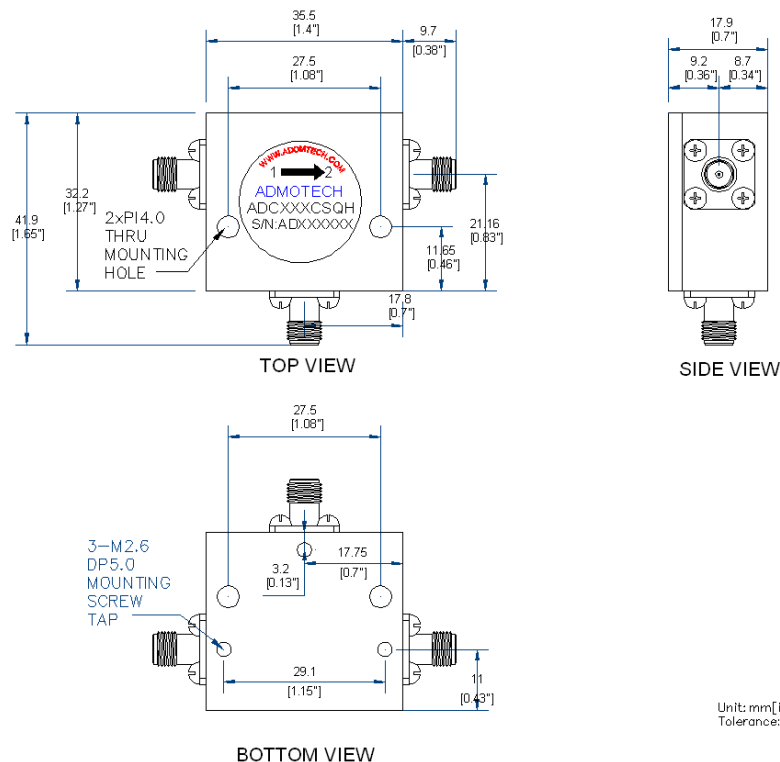 35.5
[1.4"]
9.7
[0.38"]
27.5
[1.08"]
41.9
[1.65"]
32.2
[1.27"]
2xPI4.0
THRU
MOUNTING
HOLE
WWW.ADOMTECH.COM
1 2
ADMOTECH
ADCXXXCSQH
S/N:ADXXXXXX
21.16
[0.83"]
11.65
[0.46"]
17.8
[0.7"]
TOP VIEW
17.9
[0.7"]
9.2
[0.36"]
8.7
[0.34"]
SIDE VIEW
27.5
[1.08"]
3-M2.6
DP5.0
MOUNTING
SCREW
TAP
3.2
[0.13"]
17.75
[0.7"]
29.1
[1.15"]
11
[0.43"]
BOTTOM VIEW
Unit: mm[i
Tolerance: